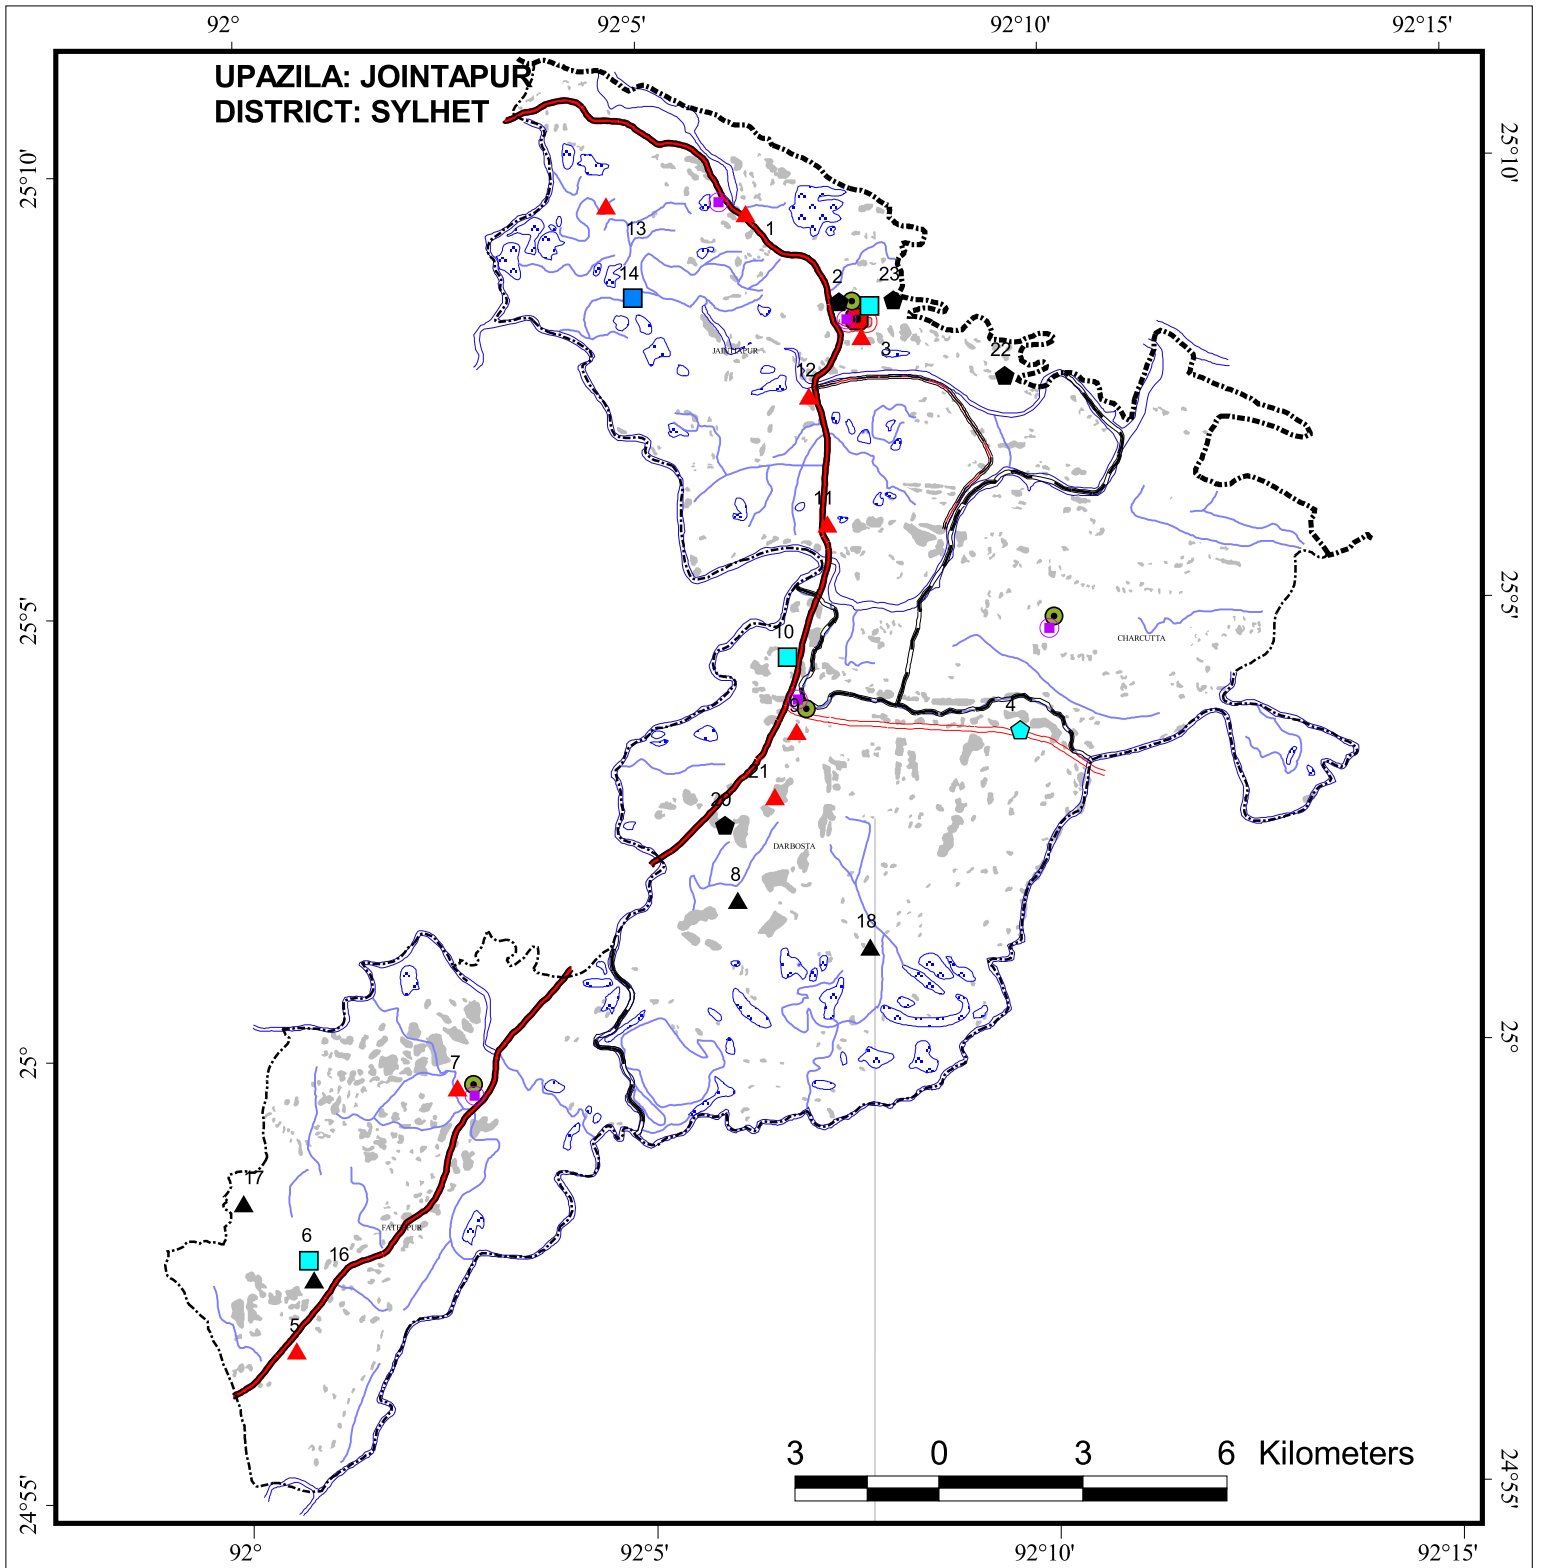 92° 92°5' 92°10' 92°15'
UPAZILA: JOINTAPUR
DISTRICT: SYLHET
25°10' 25°10'
13 1
14 2 23
JAINTIAPUR 3 22
12
11
25°5' 25°5'
10 CHARCUTTA
9 4
21
20
DARBOSTA
8
18
25° 25°
7
17
FATEHPUR
6 16
5
3 0 3 6 Kilometers
24°55' 24°55'
92° 92°5' 92°10' 92°15'